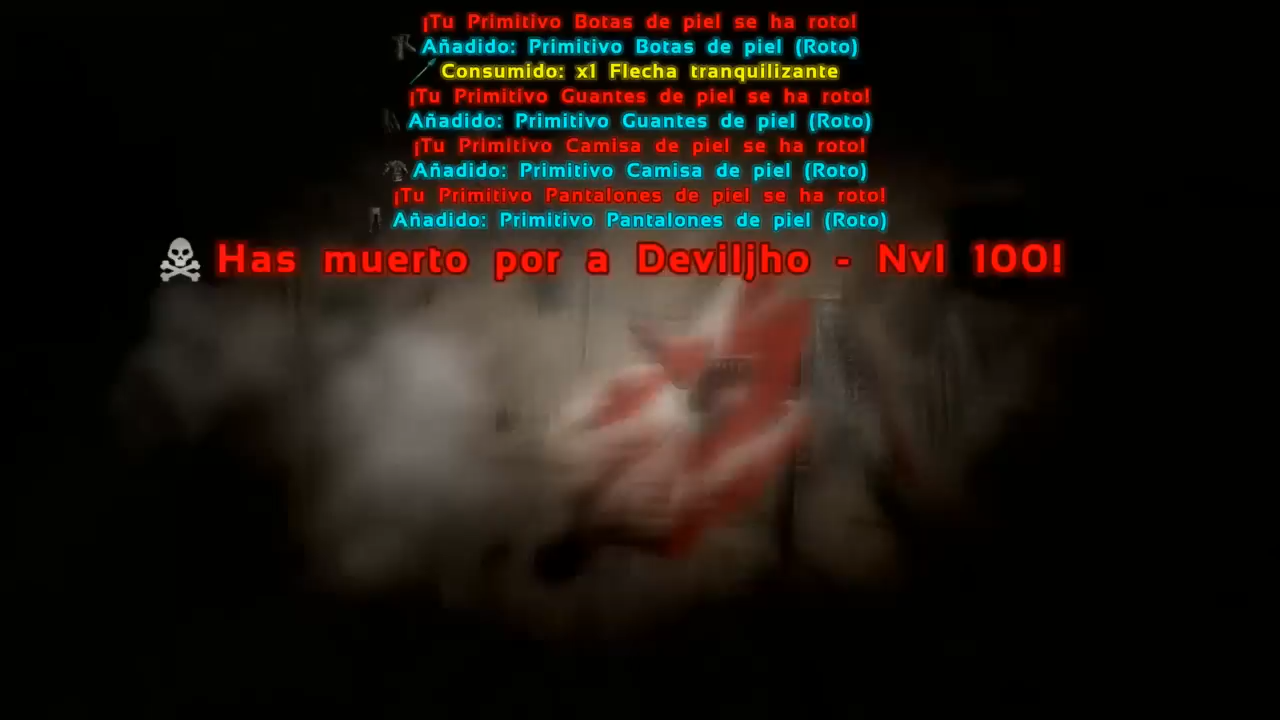 ¡Tu Primitivo Botas de piel se ha roto!
Añadido: Primitivo Botas de piel (Roto)
Consumido: x1 Flecha tranquilizante
¡Tu Primitivo Guantes de piel se ha roto!
Añadido: Primitivo Guantes de piel (Roto)
¡Tu Primitivo Camisa de piel se ha roto!
Añadido: Primitivo Camisa de piel (Roto)
¡Tu Primitivo Pantalones de piel se ha roto!
Añadido: Primitivo Pantalones de piel (Roto)
Has muerto por a Deviljho - Nvl 100!